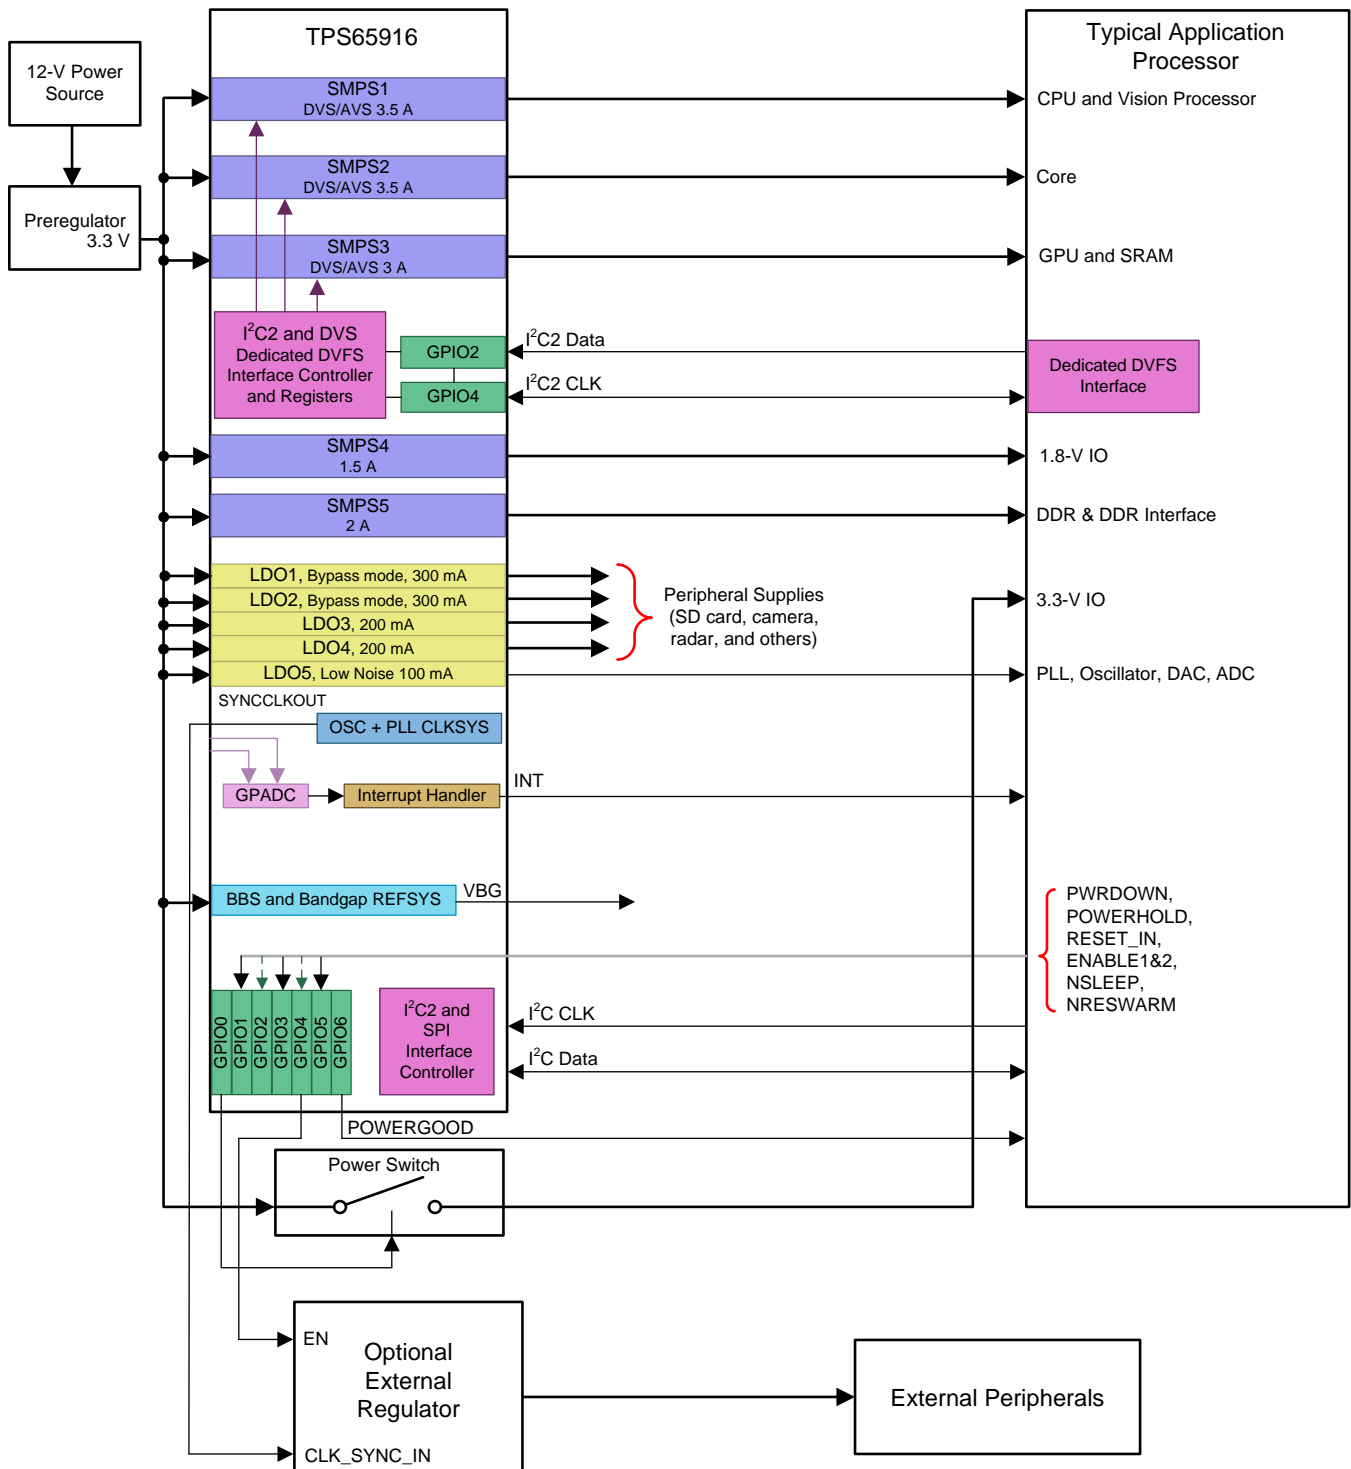 TPS65916
Typical Application
Processor
12-V Power
Source
SMPS1
DVS/AVS 3.5 A
CPU and Vision Processor
SMPS2
DVS/AVS 3.5 A
Core
Preregulator
3.3 V
SMPS3
DVS/AVS 3 A
GPU and SRAM
I²C2 and DVS
Dedicated DVFS
Interface Controller
and Registers
GPIO2
GPIO4
I²C2 Data
I²C2 CLK
Dedicated DVFS
Interface
SMPS4
1.5 A
1.8-V IO
SMPS5
2 A
DDR & DDR Interface
LDO1, Bypass mode, 300 mA
LDO2, Bypass mode, 300 mA
LDO3, 200 mA
LDO4, 200 mA
LDO5, Low Noise 100 mA
Peripheral Supplies
(SD card, camera,
radar, and others)
3.3-V IO
PLL, Oscillator, DAC, ADC
SYNCCLKOUT
OSC + PLL CLKSYS
GPADC
Interrupt Handler
INT
BBS and Bandgap REFSYS
VBG
PWRDOWN,
POWERHOLD,
RESET_IN,
ENABLE1&2,
NSLEEP,
NRESWARM
GPIO0
GPIO1
GPIO2
GPIO3
GPIO4
GPIO5
GPIO6
I²C2 and
SPI
Interface
Controller
I²C CLK
I²C Data
POWERGOOD
Power Switch
EN
Optional
External
Regulator
CLK_SYNC_IN
External Peripherals